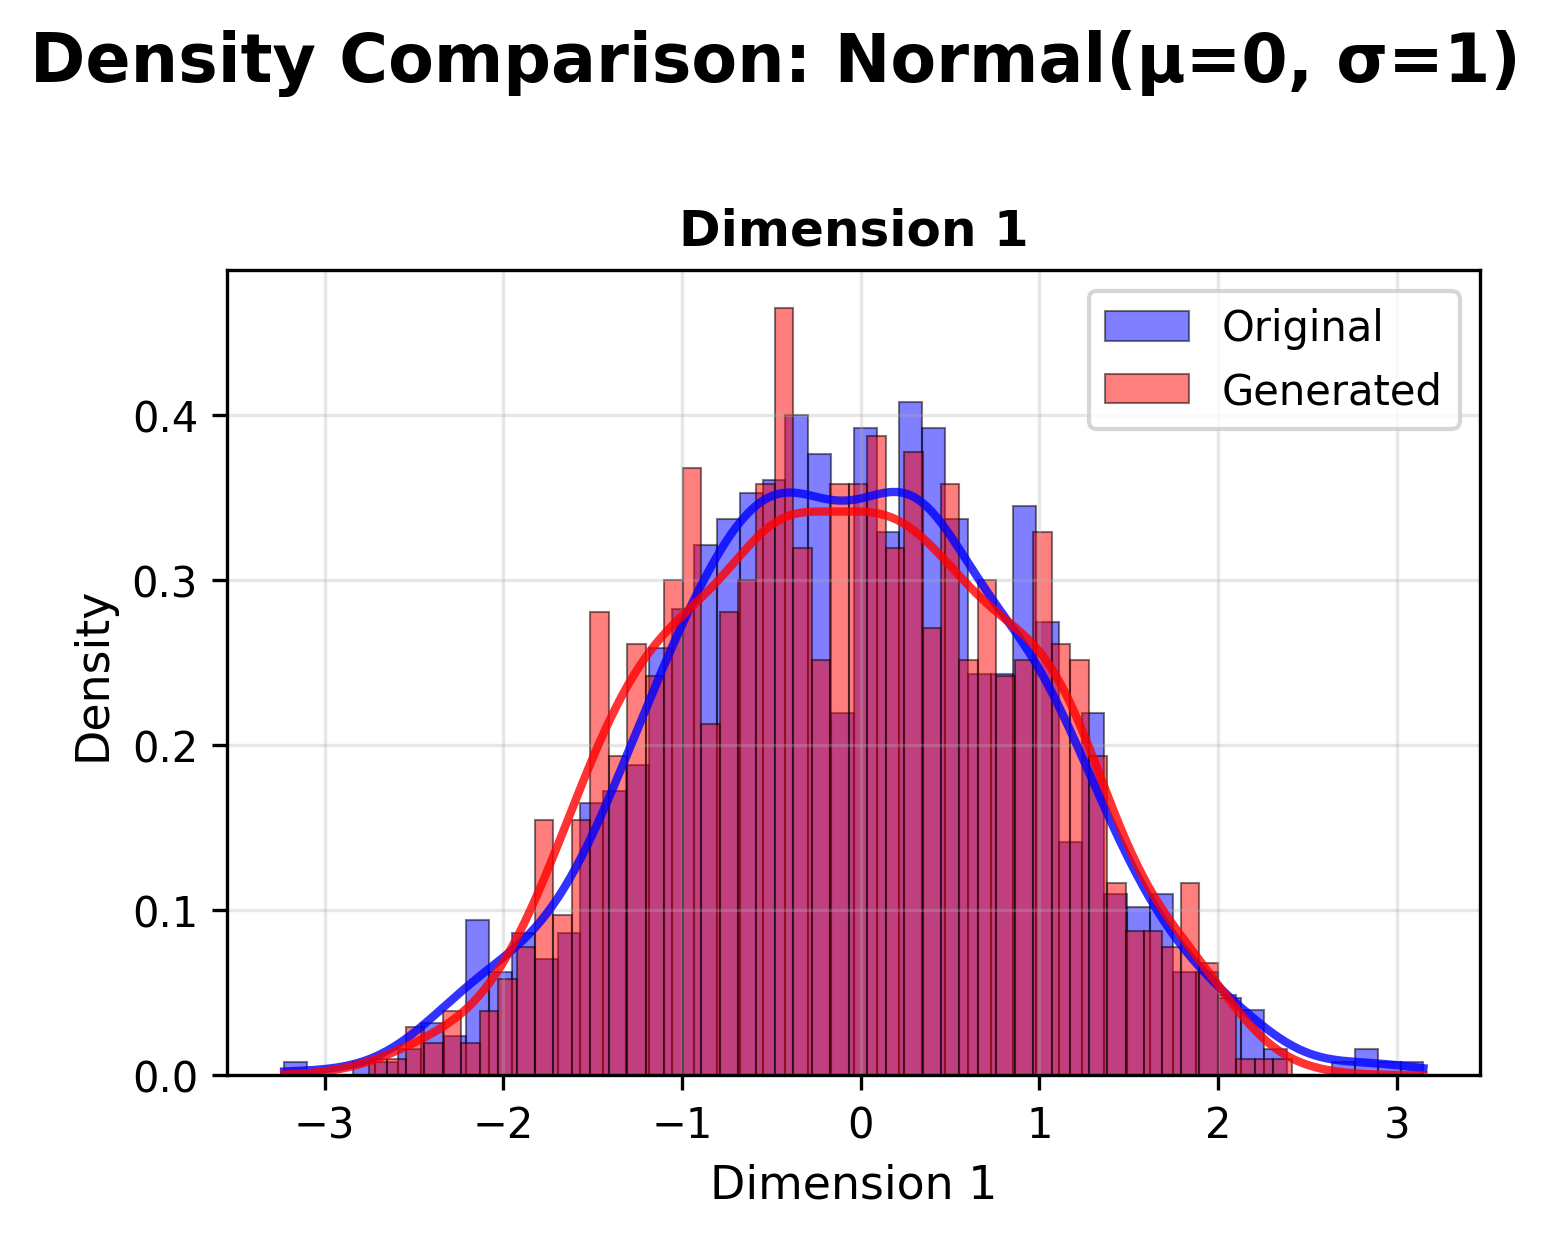 Density Comparison: Normal(μ=0, σ=1)
Dimension 1
Original
Generated
Density
0.4
0.3
0.2
0.1
0.0
−3 −2 −1 0 1 2 3
Dimension 1